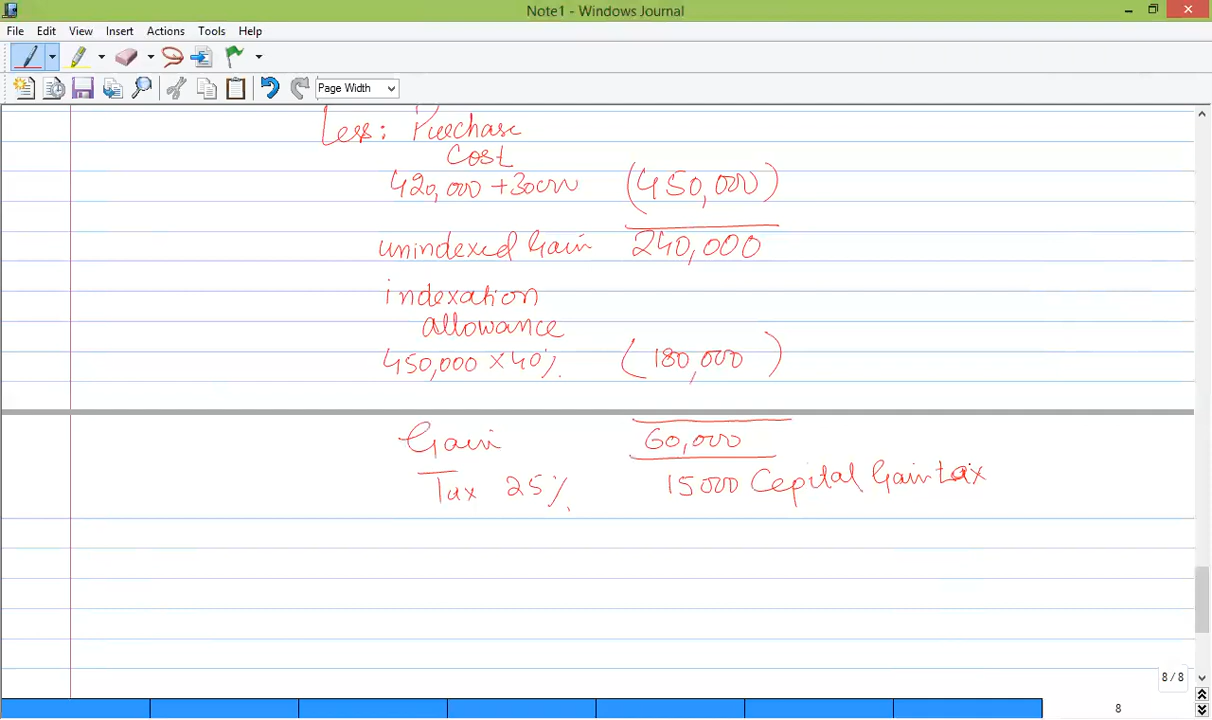 Note1 - Windows Journal
File Edit View Insert Actions Tools Help
Page Width
Less: Purchase
Cost
420,000 + 30000 (450,000)
unindexed Gain 240,000
indexation
allowance
450,000 × 40% (180,000)
Gain 60,000
Tax 25% 15000 Capital Gain tax
8 / 8
8